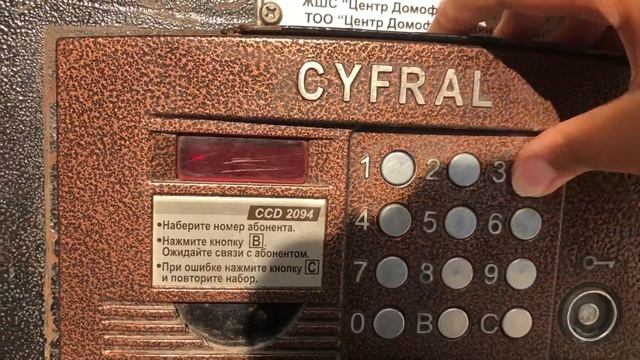 ЖШС "Центр Домоф
ТОО "Центр Домоф
CYFRAL
1 2 3
CCD 2094
•Наберите номер абонента.
•Нажмите кнопку B.
Ожидайте связи с абонентом.
•При ошибке нажмите кнопку C
и повторите набор.
4 5 6
7 8 9
0 B C